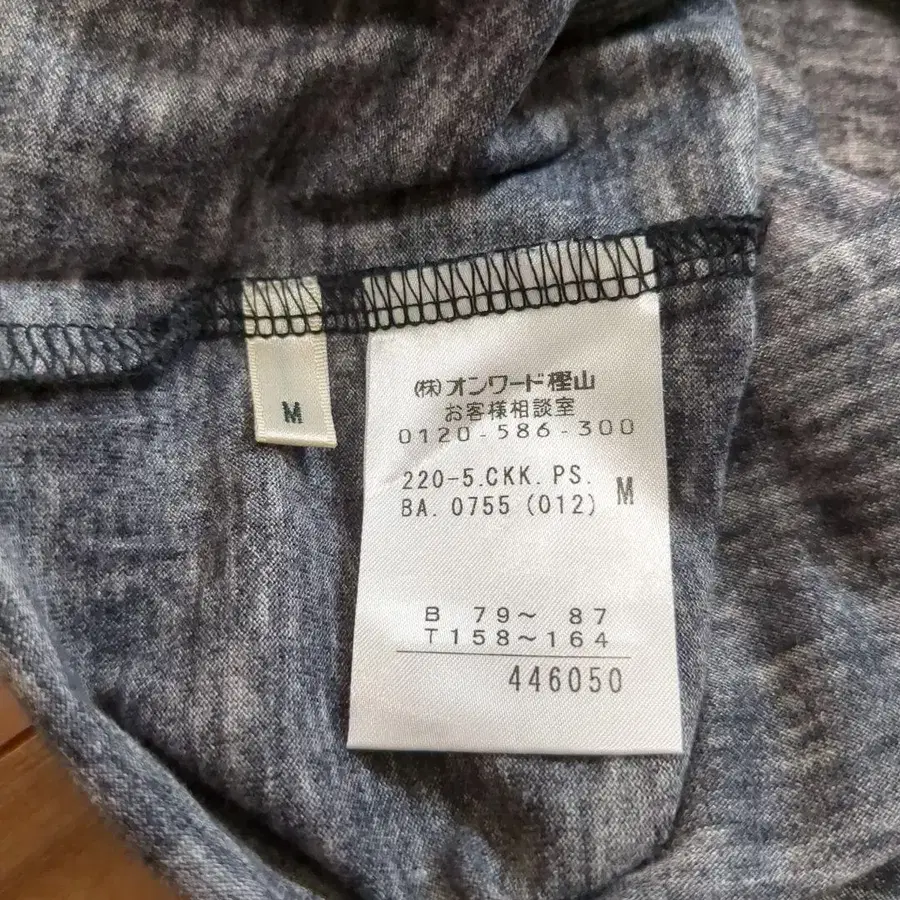 M
(株)オンワード樫山
お客様相談室
0120-586-300
220-5.CKK. PS. M
BA. 0755 (012)
B 79～ 87
T158～164
446050